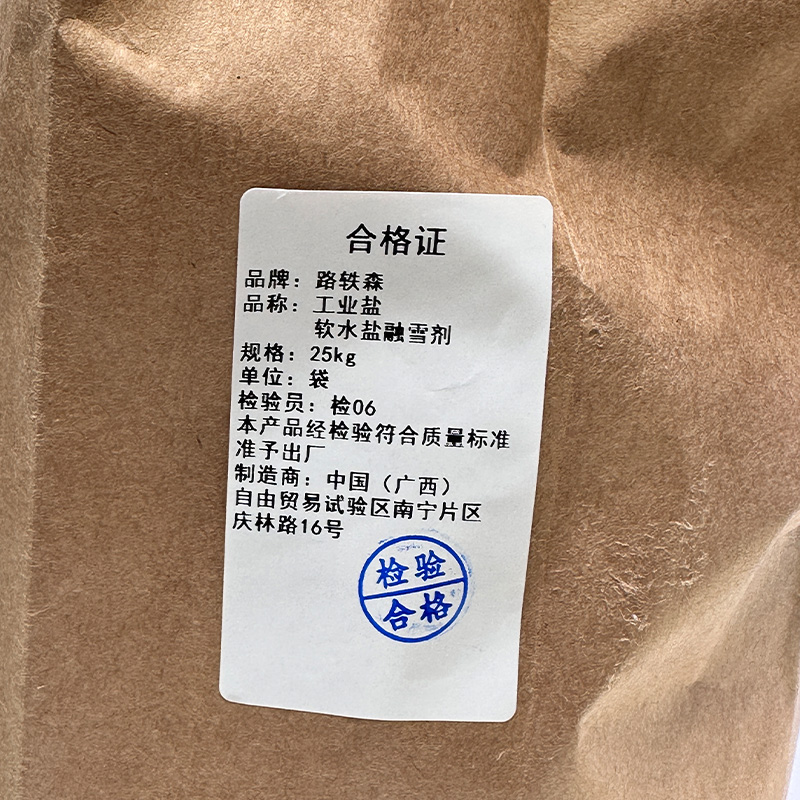 合格证
品牌：路轶森
品称：工业盐
软水盐融雪剂
规格：25kg
单位：袋
检验员：检06
本产品经检验符合质量标准
准予出厂
制造商：中国（广西）
自由贸易试验区南宁片区
庆林路16号
检验
合格